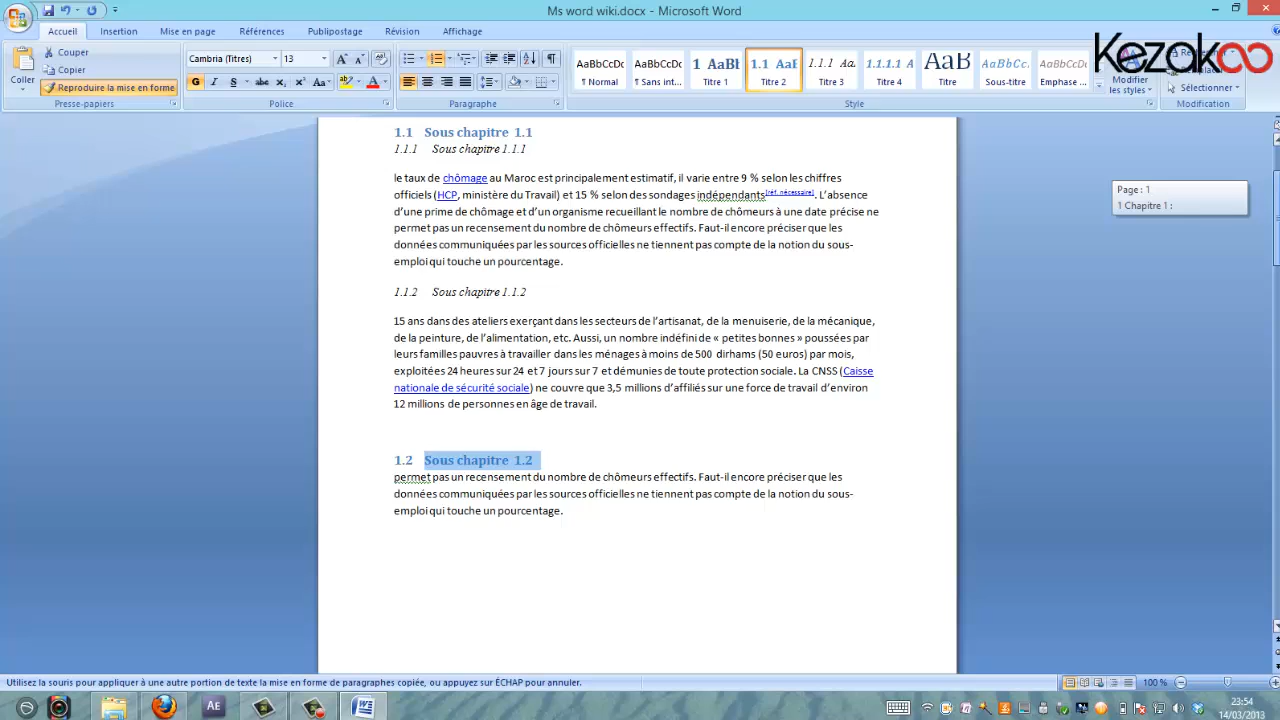 Ms word wiki.docx - Microsoft Word
Accueil Insertion Mise en page Références Révision Publipostage Affichage
Couper
Copier
Coller
Reproduire la mise en forme
Presse-papiers
Cambria (Titres) 13
Police
Paragraphe
AaBbCcDc AaBbCcDc 1 AaBb 1.1 AaB 1.1.1 Aa. 1.1.1.1 A AaB AaBbCc. AaBbCcDc
¶ Normal ¶ Sans int... Titre 1 Titre 2 Titre 3 Titre 4 Titre Sous-titre Emphase ...
Modifier
les styles
Style
Sélectionner
Modification
Kezakoo
1.1 Sous chapitre 1.1
1.1.1 Sous chapitre 1.1.1
le taux de chômage au Maroc est principalement estimatif, il varie entre 9 % selon les chiffres
officiels (HCP, ministère du Travail) et 15 % selon des sondages indépendants[réf. nécessaire]. L'absence
d'une prime de chômage et d'un organisme recueillant le nombre de chômeurs à une date précise ne
permet pas un recensement du nombre de chômeurs effectifs. Faut-il encore préciser que les
données communiquées par les sources officielles ne tiennent pas compte de la notion du sous-
emploi qui touche un pourcentage.
Page : 1
1 Chapitre 1 :
1.1.2 Sous chapitre 1.1.2
15 ans dans des ateliers exerçant dans les secteurs de l'artisanat, de la menuiserie, de la mécanique,
de la peinture, de l'alimentation, etc. Aussi, un nombre indéfini de « petites bonnes » poussées par
leurs familles pauvres à travailler dans les ménages à moins de 500 dirhams (50 euros) par mois,
exploitées 24 heures sur 24 et 7 jours sur 7 et démunies de toute protection sociale. La CNSS (Caisse
nationale de sécurité sociale) ne couvre que 3,5 millions d'affiliés sur une force de travail d'environ
12 millions de personnes en âge de travail.
1.2 Sous chapitre 1.2
permet pas un recensement du nombre de chômeurs effectifs. Faut-il encore préciser que les
données communiquées par les sources officielles ne tiennent pas compte de la notion du sous-
emploi qui touche un pourcentage.
Utilisez la souris pour appliquer à une autre portion de texte la mise en forme de paragraphes copiée, ou appuyez sur ÉCHAP pour annuler.
100 %
AE
23:54
14/03/2013